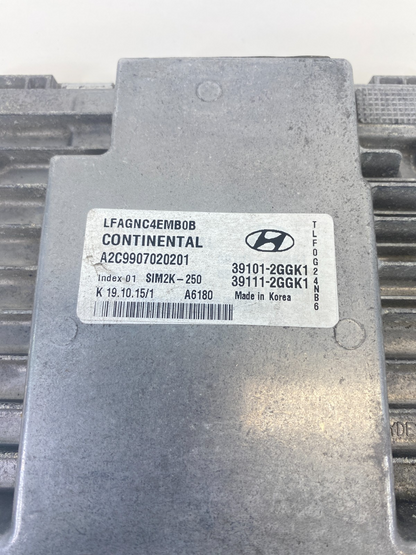 LFAGNC4EMB0B
CONTINENTAL
A2C9907020201
Index 01 SIM2K-250
K 19.10.15/1 A6180
39101-2GGK1
39111-2GGK1
Made in Korea
TLF0G24NB6